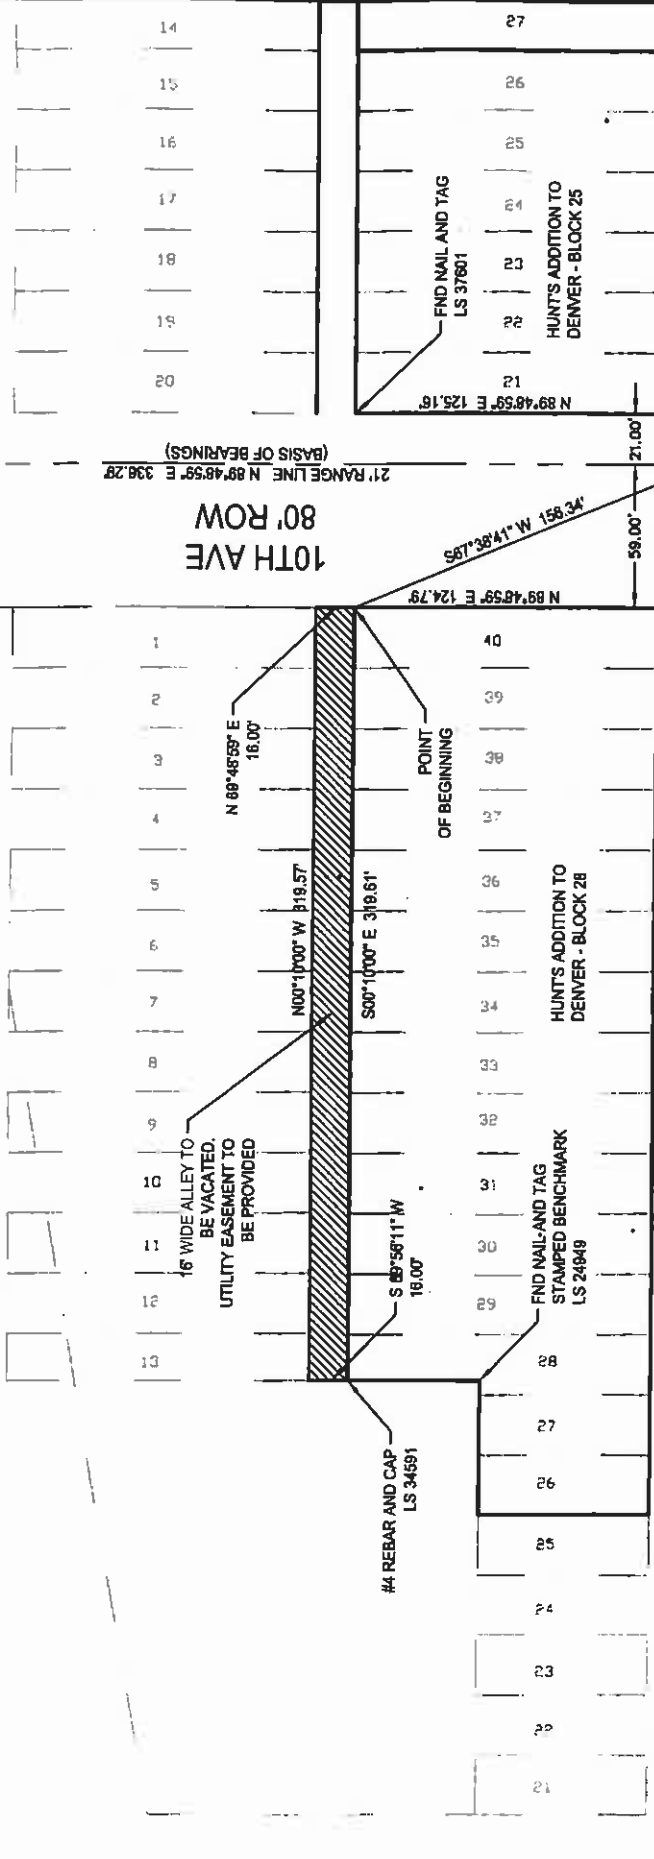 14
15
16
17
18
19
20
27
26
25
24
23
22
21
HUNT'S ADDITION TO
DENVER - BLOCK 25
FND NAIL AND TAG
LS 37601
N 89°48'59" E 125.16'
21' RANGE LINE N 89°48'59" E 336.29'
(BASIS OF BEARINGS)
10TH AVE
80' ROW
21.00'
59.00'
S67°38'41" W 156.34'
N 89°48'59" E 124.79'
1
2
3
4
5
6
7
8
9
10
11
12
13
N 89°48'59" E
16.00'
POINT
OF BEGINNING
N00°10'00" W 319.57'
S00°10'00" E 319.61'
16' WIDE ALLEY TO
BE VACATED.
UTILITY EASEMENT TO
BE PROVIDED
S 89°56'11" W
16.00'
#4 REBAR AND CAP
LS 34591
40
39
38
37
36
35
34
33
32
31
30
29
28
27
26
25
24
23
22
21
HUNT'S ADDITION TO
DENVER - BLOCK 28
FND NAIL AND TAG
STAMPED BENCHMARK
LS 24949